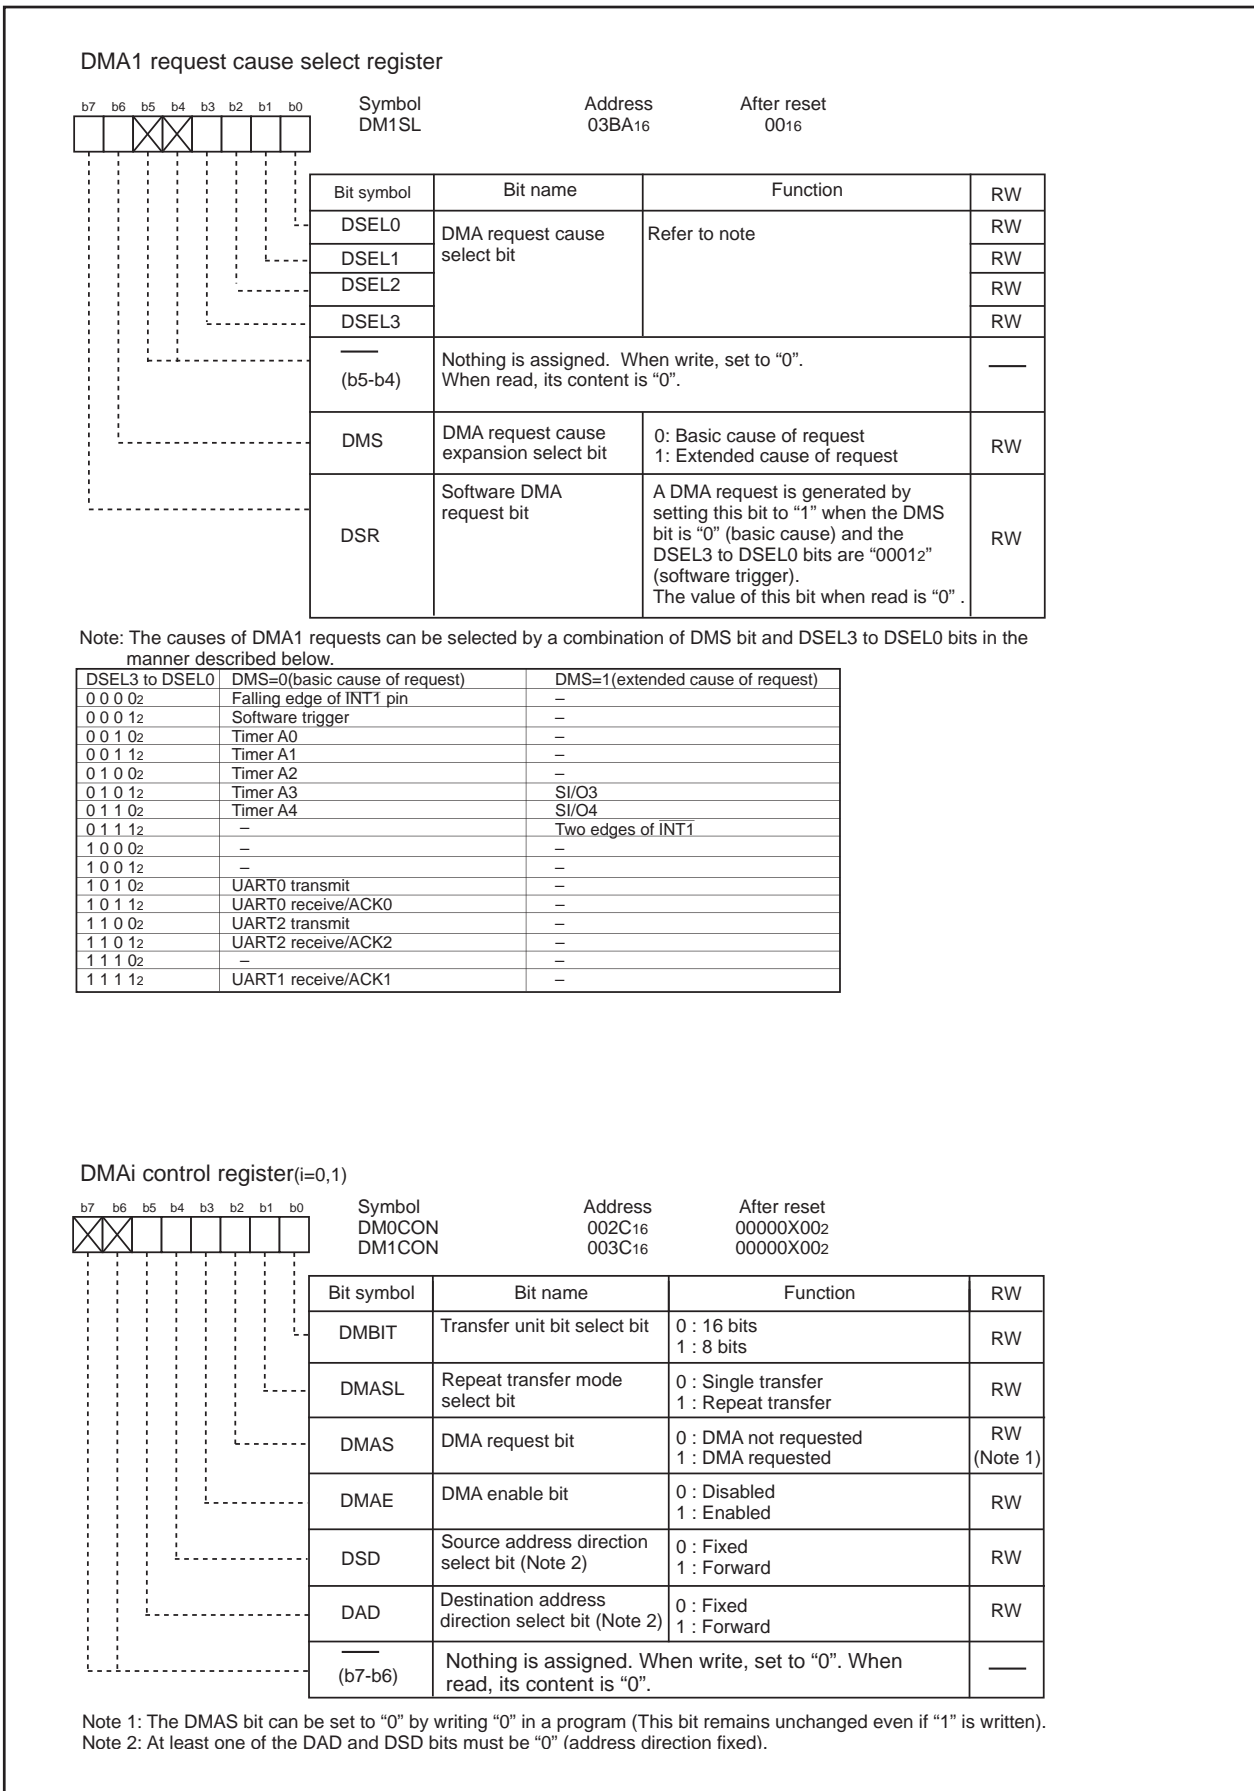 DMA1 request cause select register
b7 b6 b5 b4 b3 b2 b1 b0
Symbol Address After reset
DM1SL 03BA16 0016
Bit symbol Bit name Function RW
DSEL0 DMA request cause select bit Refer to note RW
DSEL1 RW
DSEL2 RW
DSEL3 RW
(b5-b4) Nothing is assigned. When write, set to “0”.
When read, its content is “0”.
DMS DMA request cause expansion select bit 0: Basic cause of request RW
1: Extended cause of request
DSR Software DMA request bit A DMA request is generated by RW
setting this bit to “1” when the DMS
bit is “0” (basic cause) and the
DSEL3 to DSEL0 bits are “00012”
(software trigger).
The value of this bit when read is “0” .
Note: The causes of DMA1 requests can be selected by a combination of DMS bit and DSEL3 to DSEL0 bits in the
manner described below.
DSEL3 to DSEL0 DMS=0(basic cause of request) DMS=1(extended cause of request)
0 0 0 02 Falling edge of INT1 pin –
0 0 0 12 Software trigger –
0 0 1 02 Timer A0 –
0 0 1 12 Timer A1 –
0 1 0 02 Timer A2 –
0 1 0 12 Timer A3 SI/O3
0 1 1 02 Timer A4 SI/O4
0 1 1 12 – Two edges of INT1
1 0 0 02 – –
1 0 0 12 – –
1 0 1 02 UART0 transmit –
1 0 1 12 UART0 receive/ACK0 –
1 1 0 02 UART2 transmit –
1 1 0 12 UART2 receive/ACK2 –
1 1 1 02 – –
1 1 1 12 UART1 receive/ACK1 –
DMAi control register(i=0,1)
b7 b6 b5 b4 b3 b2 b1 b0
Symbol Address After reset
DM0CON 002C16 00000X002
DM1CON 003C16 00000X002
Bit symbol Bit name Function RW
DMBIT Transfer unit bit select bit 0 : 16 bits RW
1 : 8 bits
DMASL Repeat transfer mode select bit 0 : Single transfer RW
1 : Repeat transfer
DMAS DMA request bit 0 : DMA not requested RW
1 : DMA requested (Note 1)
DMAE DMA enable bit 0 : Disabled RW
1 : Enabled
DSD Source address direction select bit (Note 2) 0 : Fixed RW
1 : Forward
DAD Destination address direction select bit (Note 2) 0 : Fixed RW
1 : Forward
(b7-b6) Nothing is assigned. When write, set to “0”. When
read, its content is “0”.
Note 1: The DMAS bit can be set to “0” by writing “0” in a program (This bit remains unchanged even if “1” is written).
Note 2: At least one of the DAD and DSD bits must be “0” (address direction fixed).